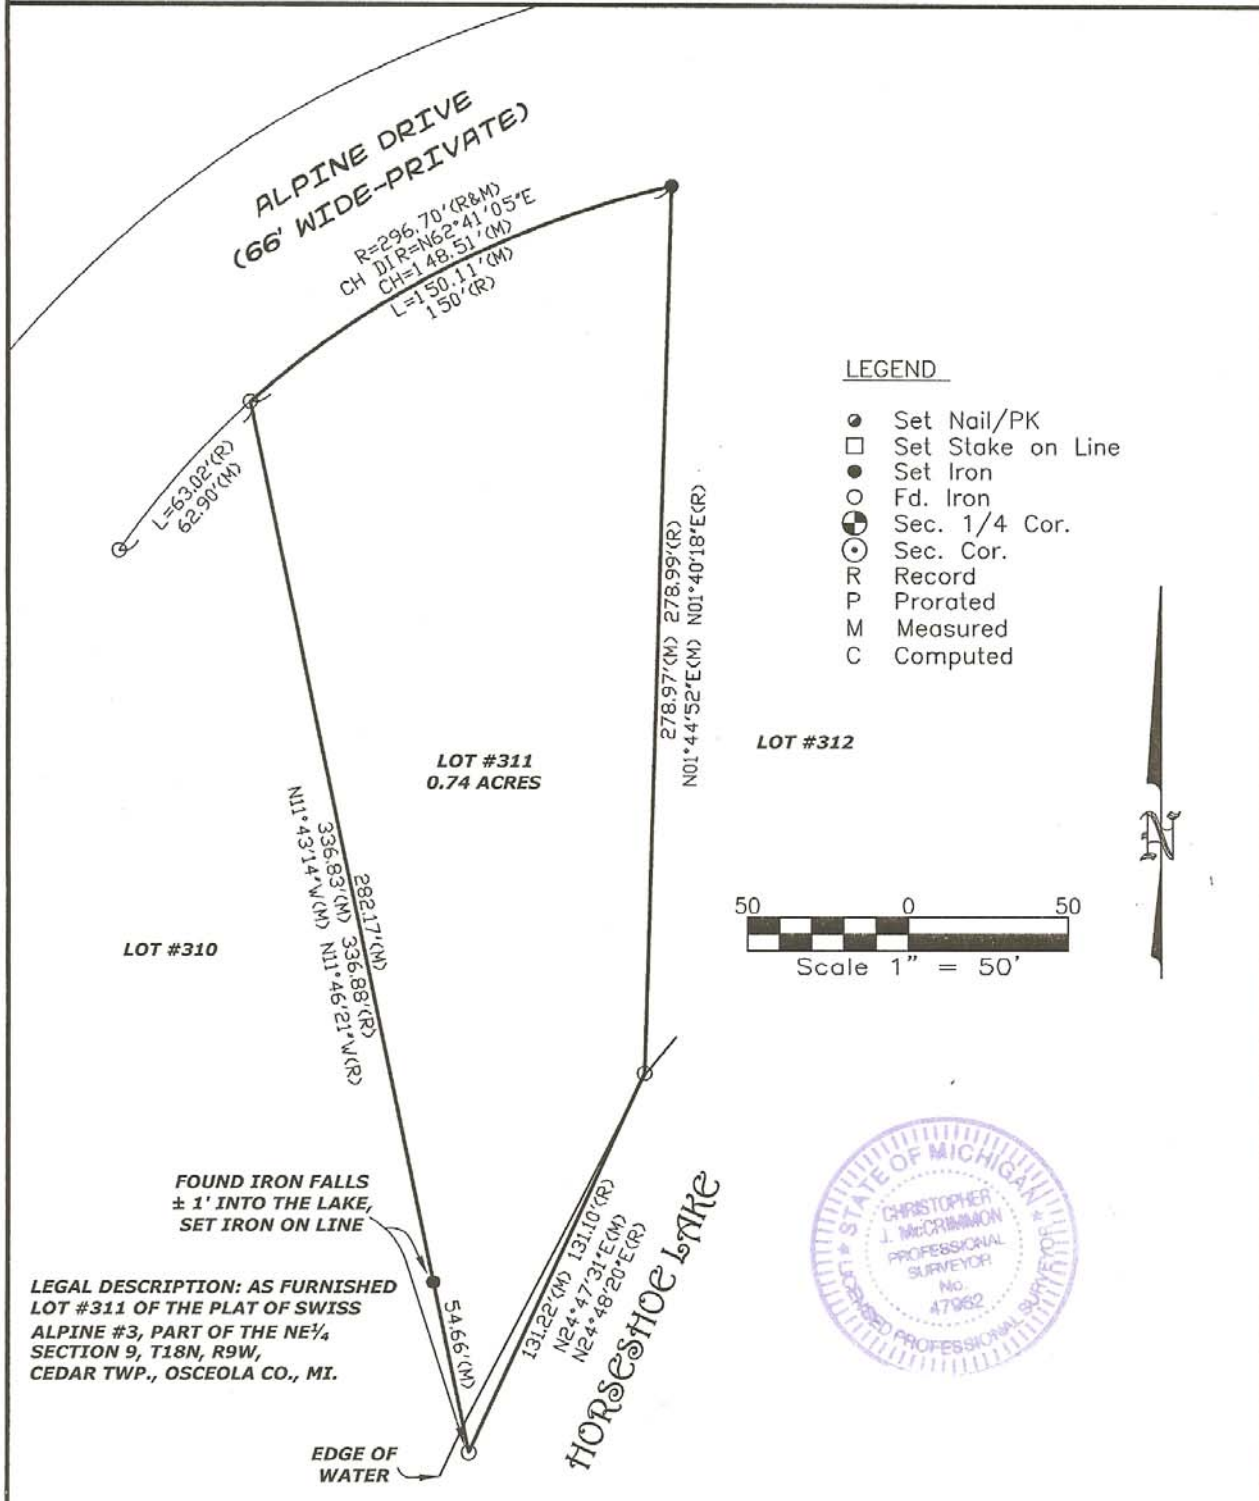 ALPINE DRIVE
(66' WIDE-PRIVATE)
R=296.70'(R&M)
CH DIR=N62°41'05"E
CH=148.51'(M)
L=150.11'(M)
150'(R)
L=63.02'(R)
62.90'(M)
LEGEND
Set Nail/PK
Set Stake on Line
Set Iron
Fd. Iron
Sec. 1/4 Cor.
Sec. Cor.
R Record
P Prorated
M Measured
C Computed
278.97'(M) 278.99'(R)
N01°44'52"E(M) N01°40'18"E(R)
LOT #311
0.74 ACRES
LOT #312
282.17'(M)
336.83'(M) 336.88'(R)
N11°43'14"W(M) N11°46'21"W(R)
LOT #310
N
50 0 50
Scale 1" = 50'
FOUND IRON FALLS
± 1' INTO THE LAKE,
SET IRON ON LINE
54.66'(M)
131.22'(M) 131.10'(R)
N24°47'31"E(M)
N24°48'20"E(R)
HORSESHOE LAKE
LEGAL DESCRIPTION: AS FURNISHED
LOT #311 OF THE PLAT OF SWISS
ALPINE #3, PART OF THE NE¼
SECTION 9, T18N, R9W,
CEDAR TWP., OSCEOLA CO., MI.
EDGE OF
WATER
STATE OF MICHIGAN
CHRISTOPHER
J. McCRIMMON
PROFESSIONAL
SURVEYOR
No.
47962
LICENSED PROFESSIONAL SURVEYOR